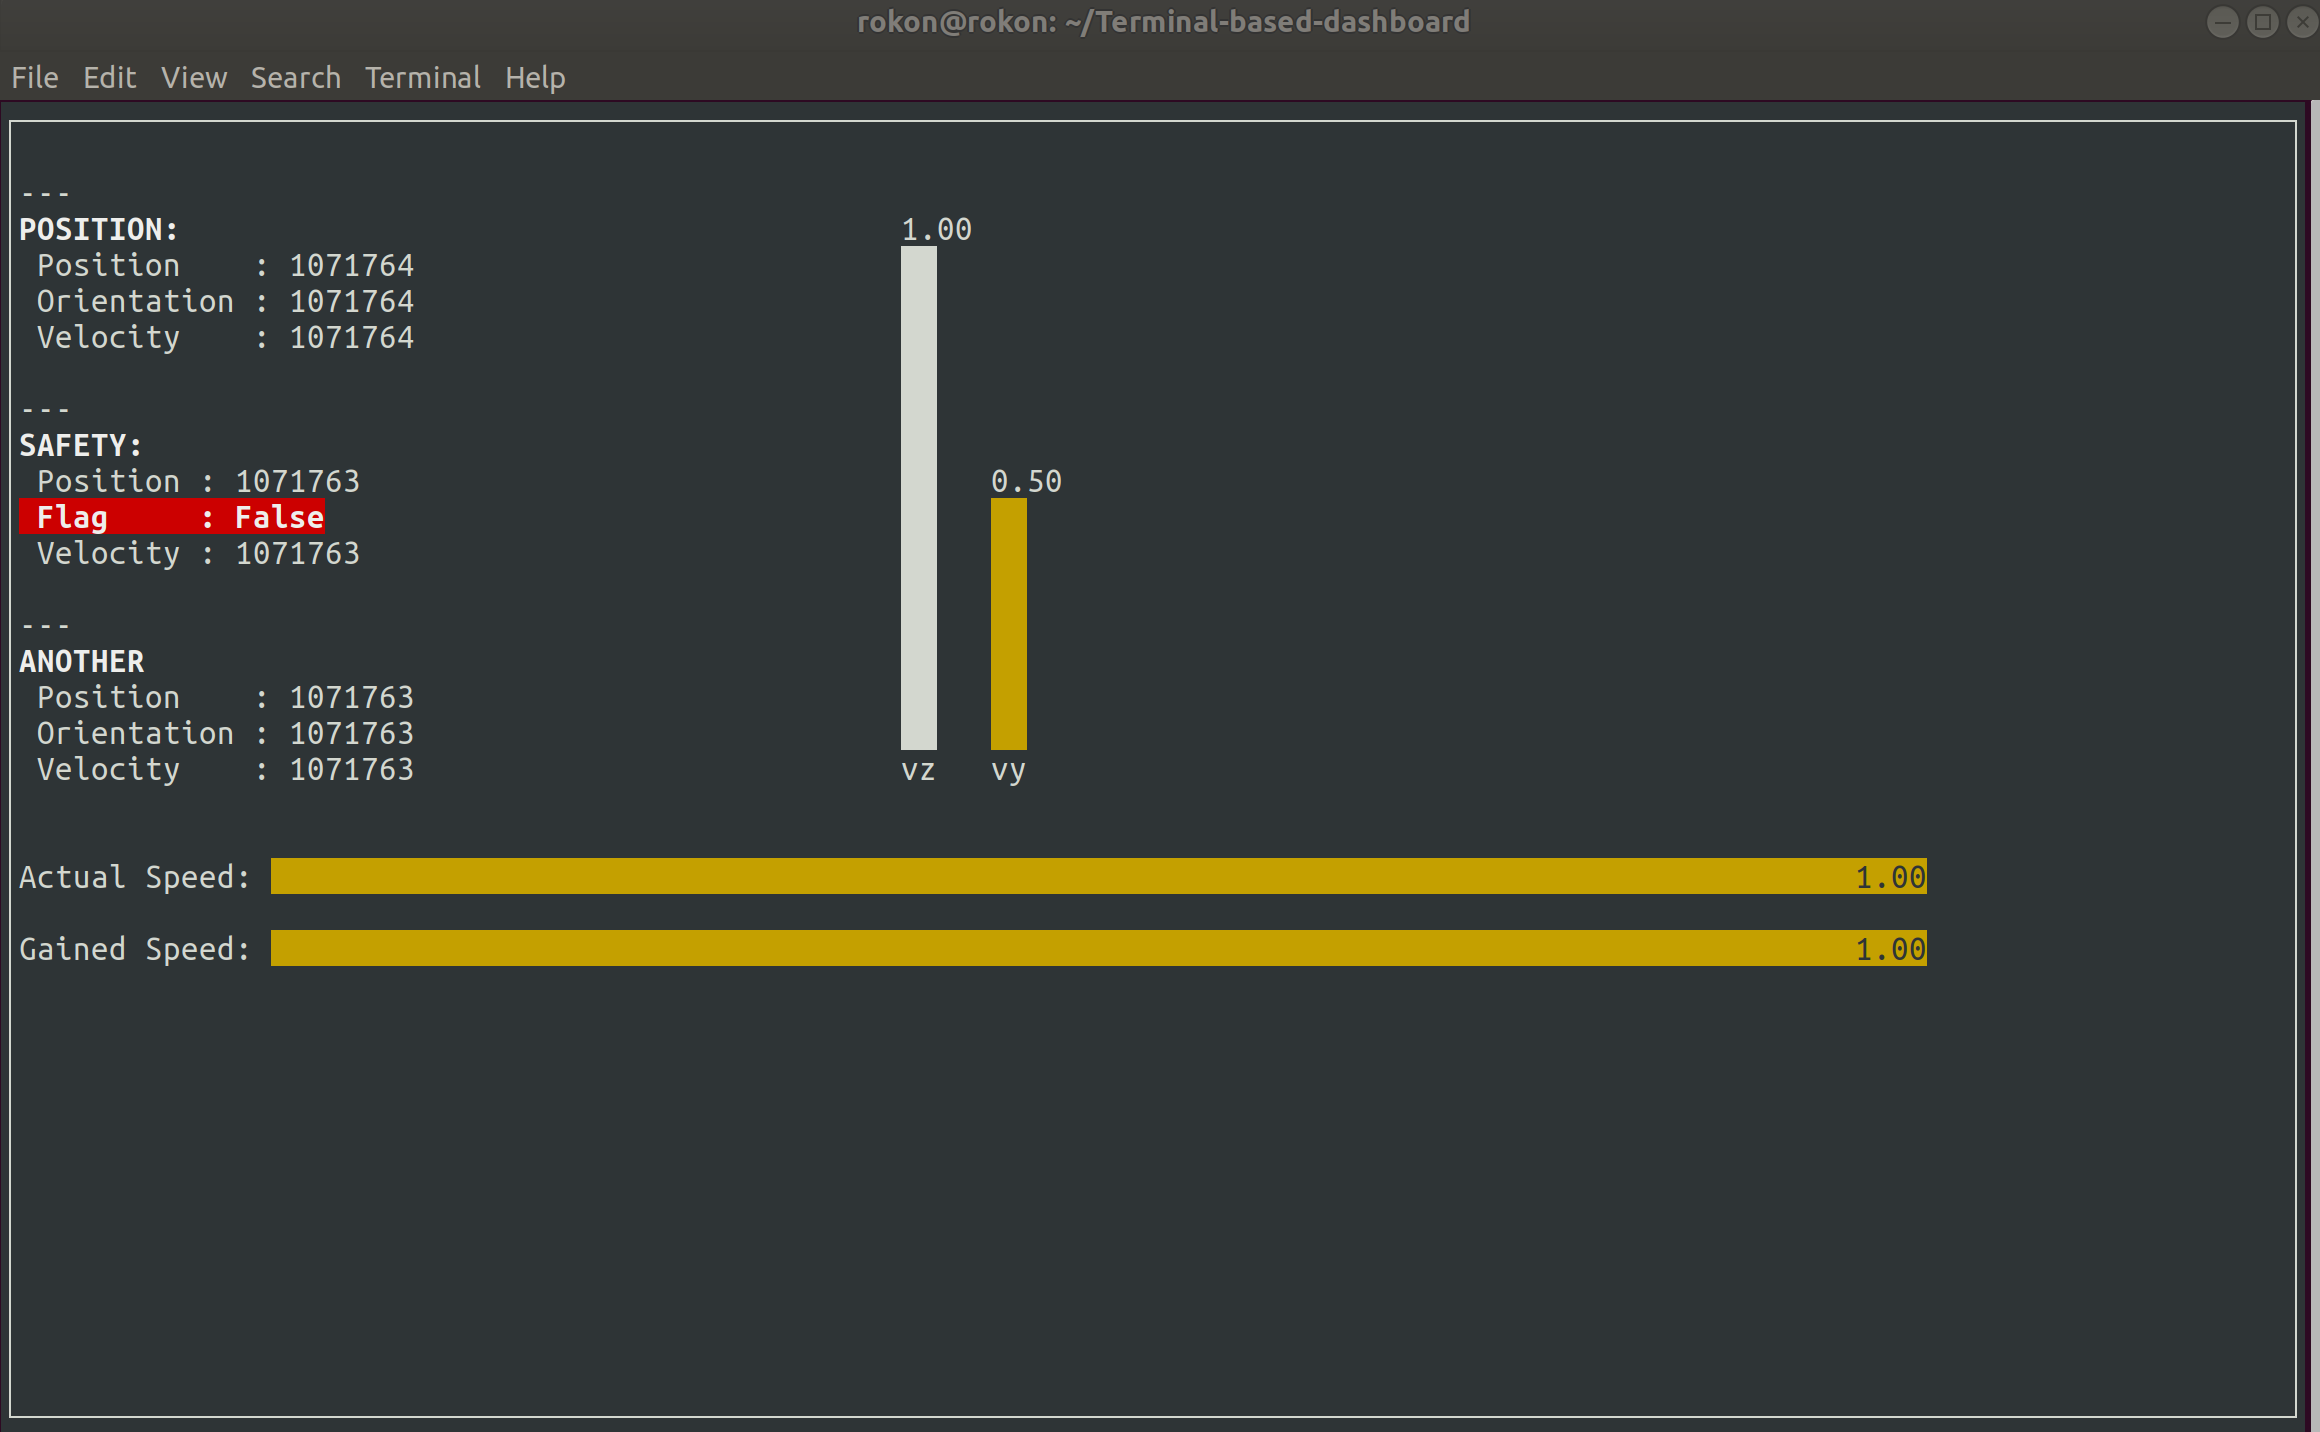 rokon@rokon: ~/Terminal-based-dashboard
File Edit View Search Terminal Help
---
POSITION:
Position : 1071764
Orientation : 1071764
Velocity : 1071764
---
SAFETY:
Position : 1071763
Flag : False
Velocity : 1071763
---
ANOTHER
Position : 1071763
Orientation : 1071763
Velocity : 1071763
1.00
0.50
vz vy
Actual Speed: 1.00
Gained Speed: 1.00